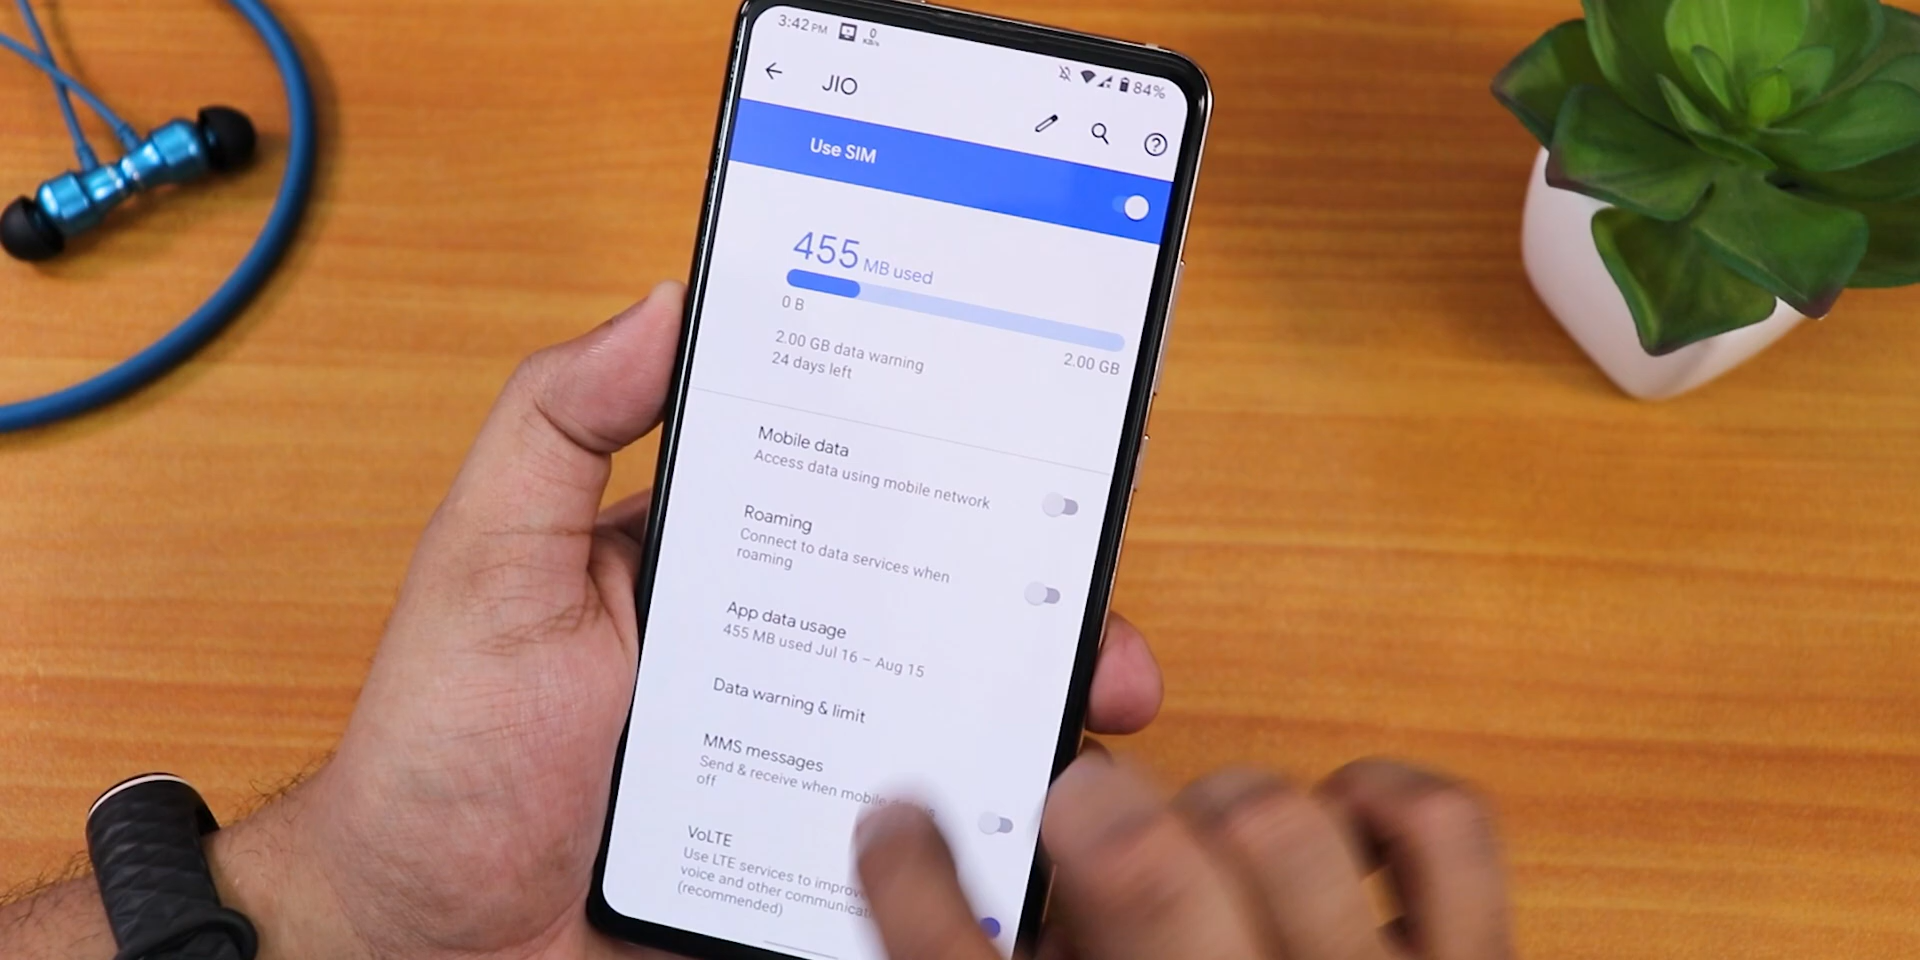 3:42 PM 0 KB/s 84%
JIO
Use SIM
455 MB used
0 B
2.00 GB
2.00 GB data warning
24 days left
Mobile data
Access data using mobile network
Roaming
Connect to data services when
roaming
App data usage
455 MB used Jul 16 – Aug 15
Data warning & limit
MMS messages
Send & receive when mobile
off
VoLTE
Use LTE services to
voice and other
(recommended)